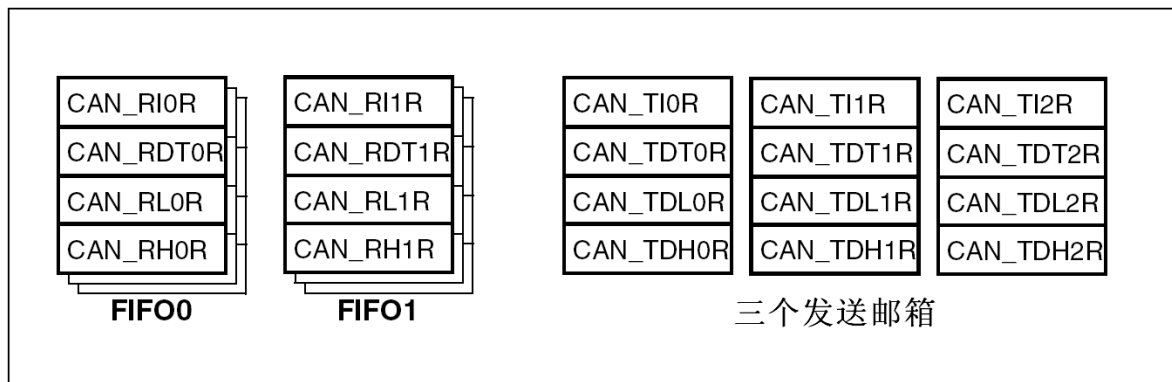 CAN_RI0R
CAN_RDT0R
CAN_RL0R
CAN_RH0R
FIFO0
CAN_RI1R
CAN_RDT1R
CAN_RL1R
CAN_RH1R
FIFO1
CAN_TI0R
CAN_TDT0R
CAN_TDL0R
CAN_TDH0R
CAN_TI1R
CAN_TDT1R
CAN_TDL1R
CAN_TDH1R
CAN_TI2R
CAN_TDT2R
CAN_TDL2R
CAN_TDH2R
三个发送邮箱